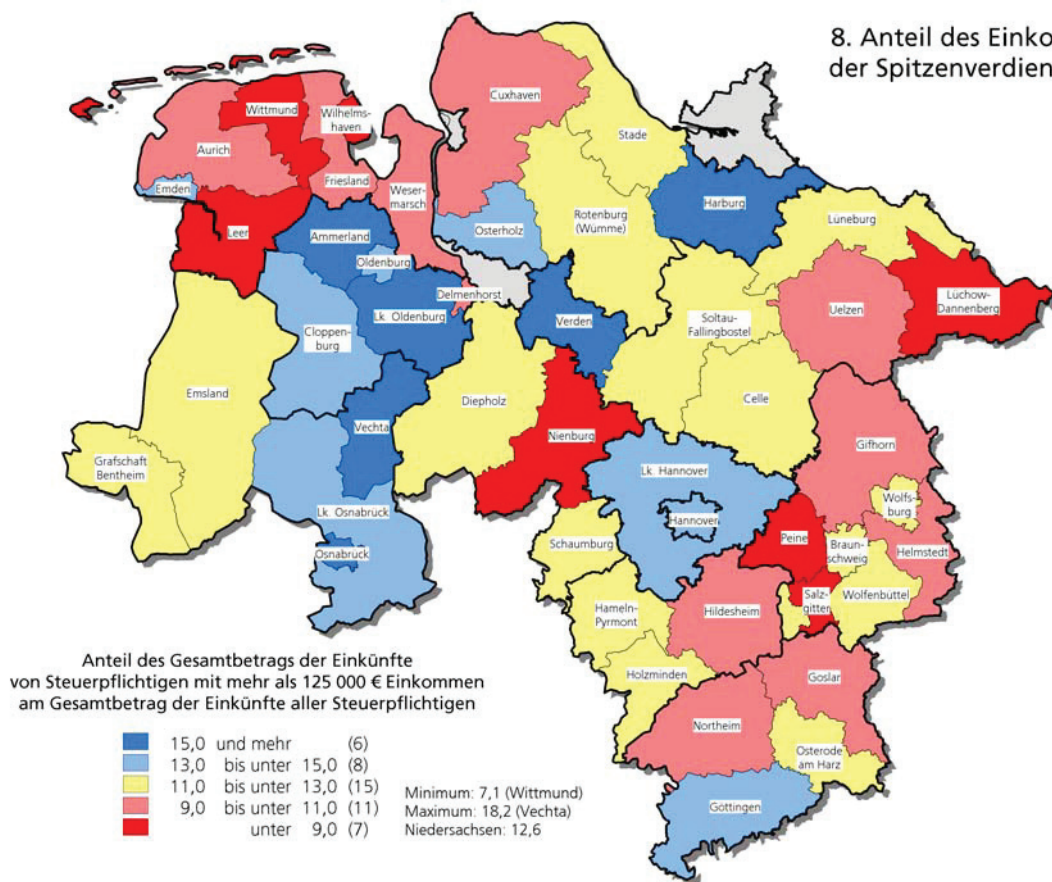 8. Anteil des Einko
der Spitzenverdien
Cuxhaven
Wittmund
Wilhelms-
haven
Stade
Aurich
Emden
Friesland
Weser-
marsch
Harburg
Lüneburg
Leer
Ammerland
Osterholz
Rotenburg
(Wümme)
Oldenburg
Delmenhorst
Lk. Oldenburg
Verden
Soltau-
Fallingbostel
Uelzen
Lüchow-
Dannenberg
Cloppen-
burg
Emsland
Vechta
Diepholz
Nienburg
Celle
Gifhorn
Grafschaft
Bentheim
Lk. Hannover
Hannover
Wolfs-
burg
Lk. Osnabrück
Osnabrück
Schaumburg
Peine
Braun-
schweig
Helmstedt
Hameln-
Pyrmont
Hildesheim
Salz-
gitter
Wolfenbüttel
Holzminden
Goslar
Northeim
Osterode
am Harz
Göttingen
Anteil des Gesamtbetrags der Einkünfte
von Steuerpflichtigen mit mehr als 125 000 € Einkommen
am Gesamtbetrag der Einkünfte aller Steuerpflichtigen
15,0 und mehr (6)
13,0 bis unter 15,0 (8)
11,0 bis unter 13,0 (15)
9,0 bis unter 11,0 (11)
unter 9,0 (7)
Minimum: 7,1 (Wittmund)
Maximum: 18,2 (Vechta)
Niedersachsen: 12,6